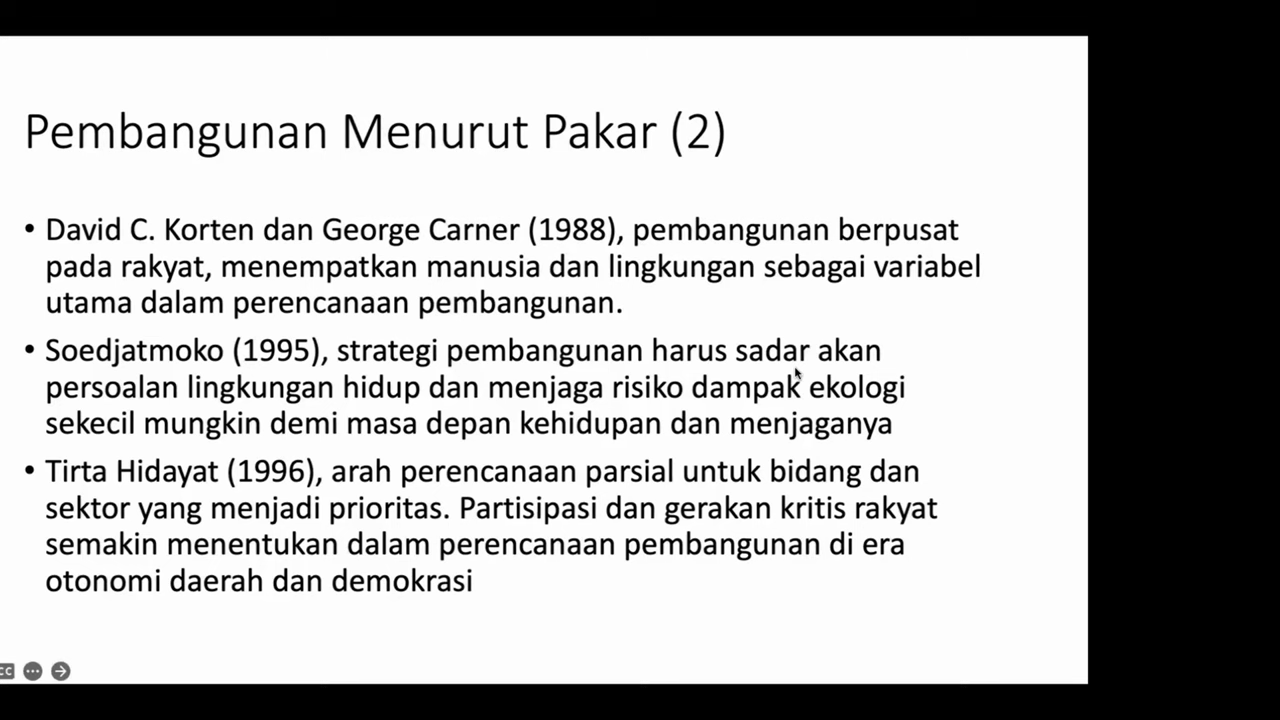 Pembangunan Menurut Pakar (2)
• David C. Korten dan George Carner (1988), pembangunan berpusat
pada rakyat, menempatkan manusia dan lingkungan sebagai variabel
utama dalam perencanaan pembangunan.
• Soedjatmoko (1995), strategi pembangunan harus sadar akan
persoalan lingkungan hidup dan menjaga risiko dampak ekologi
sekecil mungkin demi masa depan kehidupan dan menjaganya
• Tirta Hidayat (1996), arah perencanaan parsial untuk bidang dan
sektor yang menjadi prioritas. Partisipasi dan gerakan kritis rakyat
semakin menentukan dalam perencanaan pembangunan di era
otonomi daerah dan demokrasi
CC